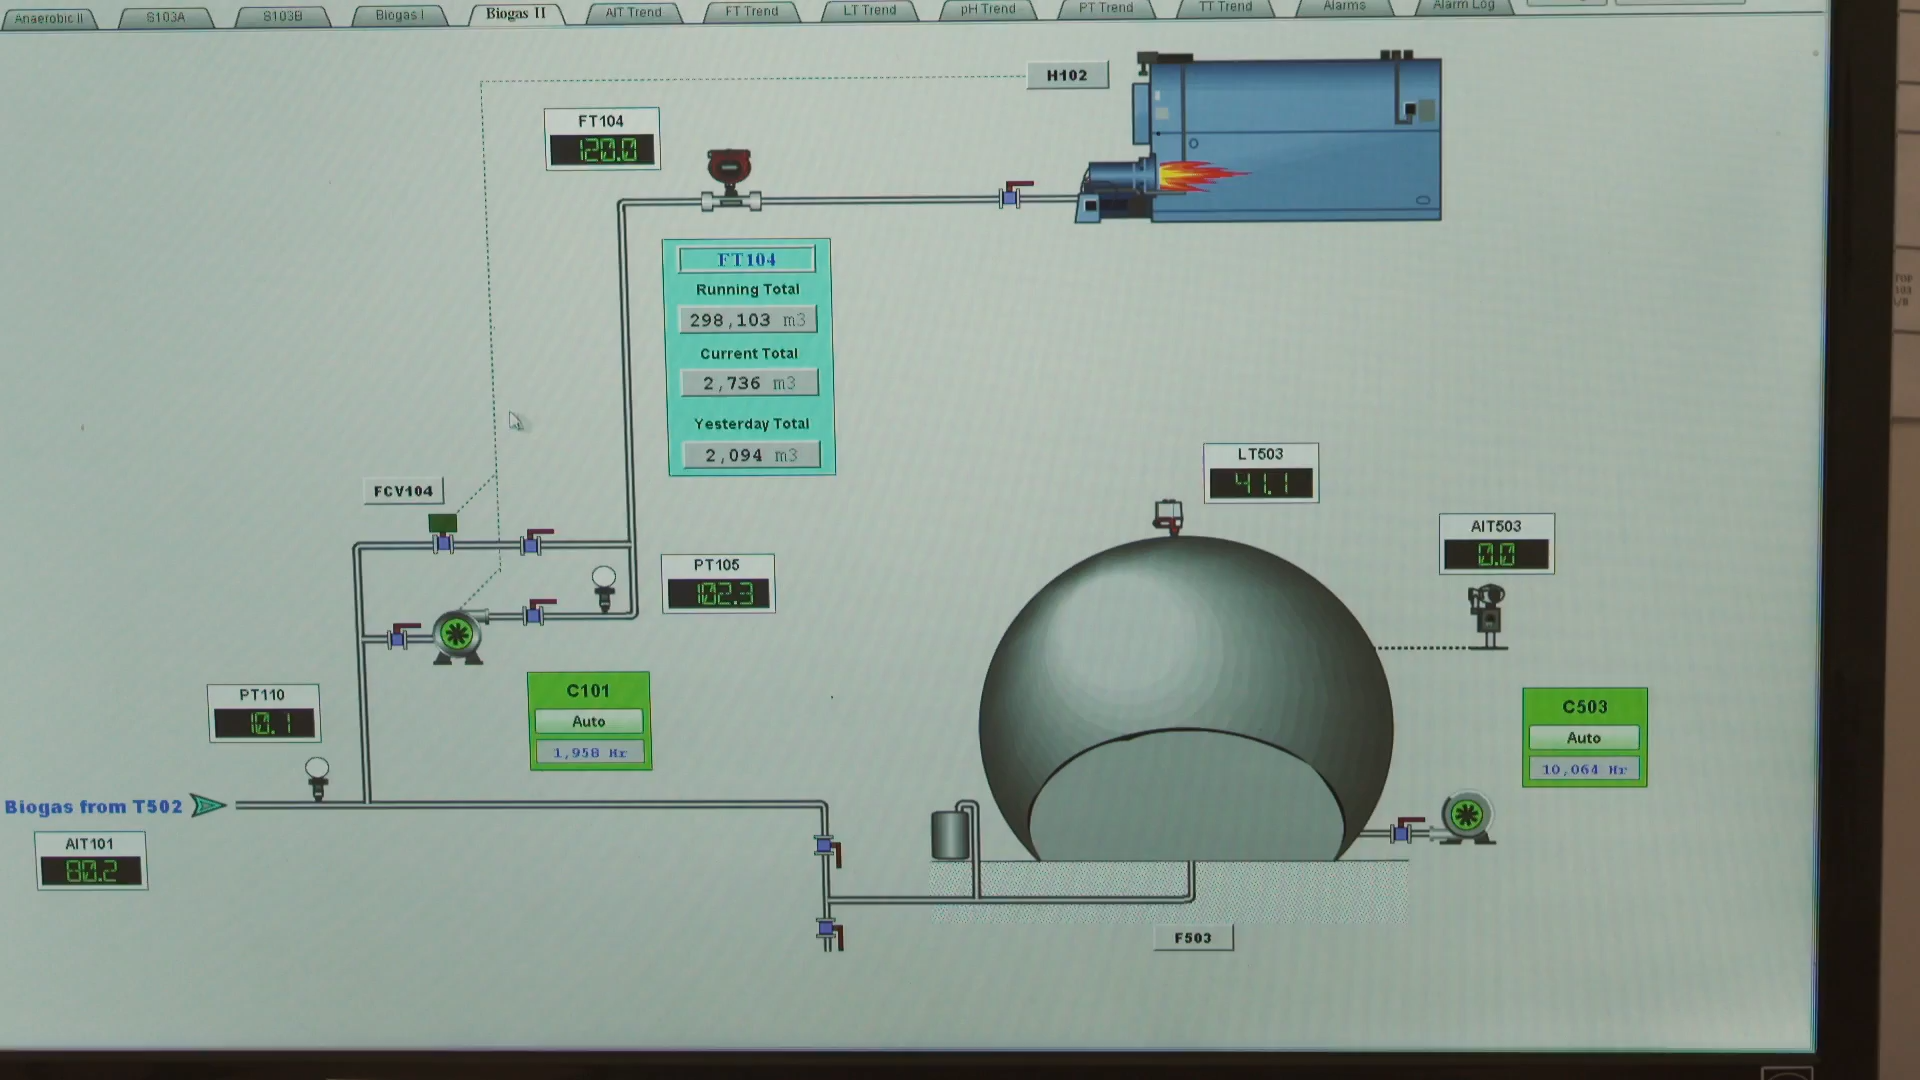 Anaerobic II
S103A
S103B
Biogas I
Biogas II
AIT Trend
FT Trend
LT Trend
pH Trend
PT Trend
TT Trend
Alarms
Alarm Log
H102
FT104
120.0
FT104
Running Total
298,103 m3
Current Total
2,736 m3
Yesterday Total
2,094 m3
FCV104
LT503
41.1
AIT503
0.0
PT105
102.3
PT110
10.1
C101
Auto
1,958 Hr
C503
Auto
10,064 Hr
Biogas from T502
AIT101
80.2
F503